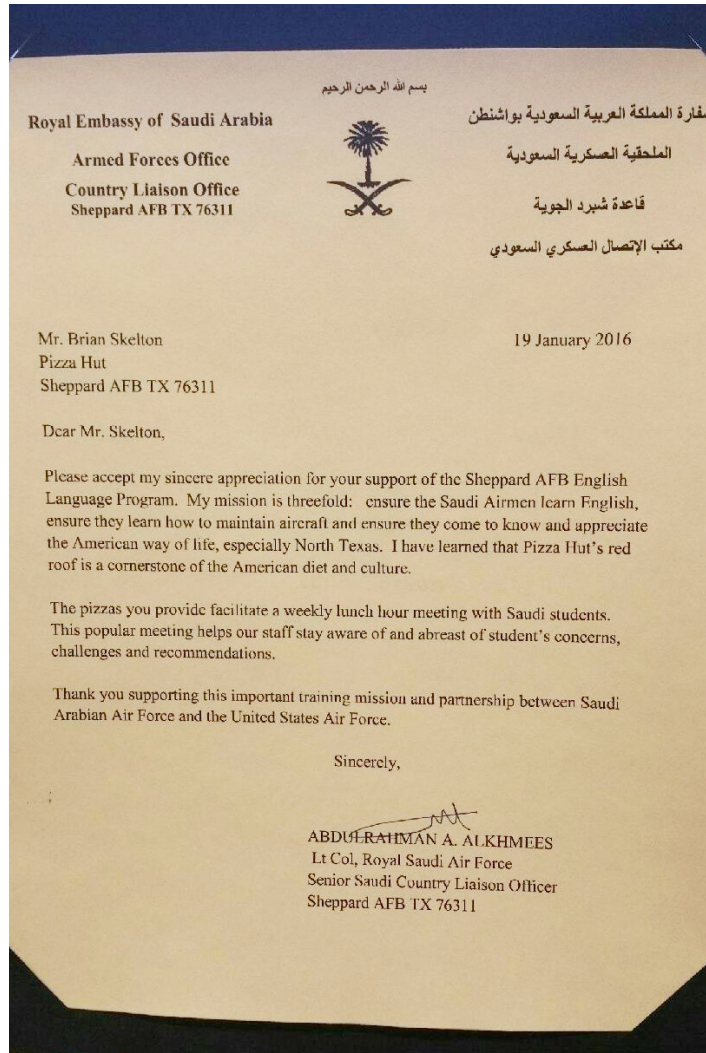 بسم الله الرحمن الرحيم
Royal Embassy of Saudi Arabia
Armed Forces Office
Country Liaison Office
Sheppard AFB TX 76311
سفارة المملكة العربية السعودية بواشنطن
الملحقية العسكرية السعودية
قاعدة شبرد الجوية
مكتب الإتصال العسكري السعودي
Mr. Brian Skelton
19 January 2016
Pizza Hut
Sheppard AFB TX 76311
Dear Mr. Skelton,
Please accept my sincere appreciation for your support of the Sheppard AFB English
Language Program. My mission is threefold: ensure the Saudi Airmen learn English,
ensure they learn how to maintain aircraft and ensure they come to know and appreciate
the American way of life, especially North Texas. I have learned that Pizza Hut's red
roof is a cornerstone of the American diet and culture.
The pizzas you provide facilitate a weekly lunch hour meeting with Saudi students.
This popular meeting helps our staff stay aware of and abreast of student's concerns,
challenges and recommendations.
Thank you supporting this important training mission and partnership between Saudi
Arabian Air Force and the United States Air Force.
Sincerely,
ABDULRAHMAN A. ALKHMEES
Lt Col, Royal Saudi Air Force
Senior Saudi Country Liaison Officer
Sheppard AFB TX 76311